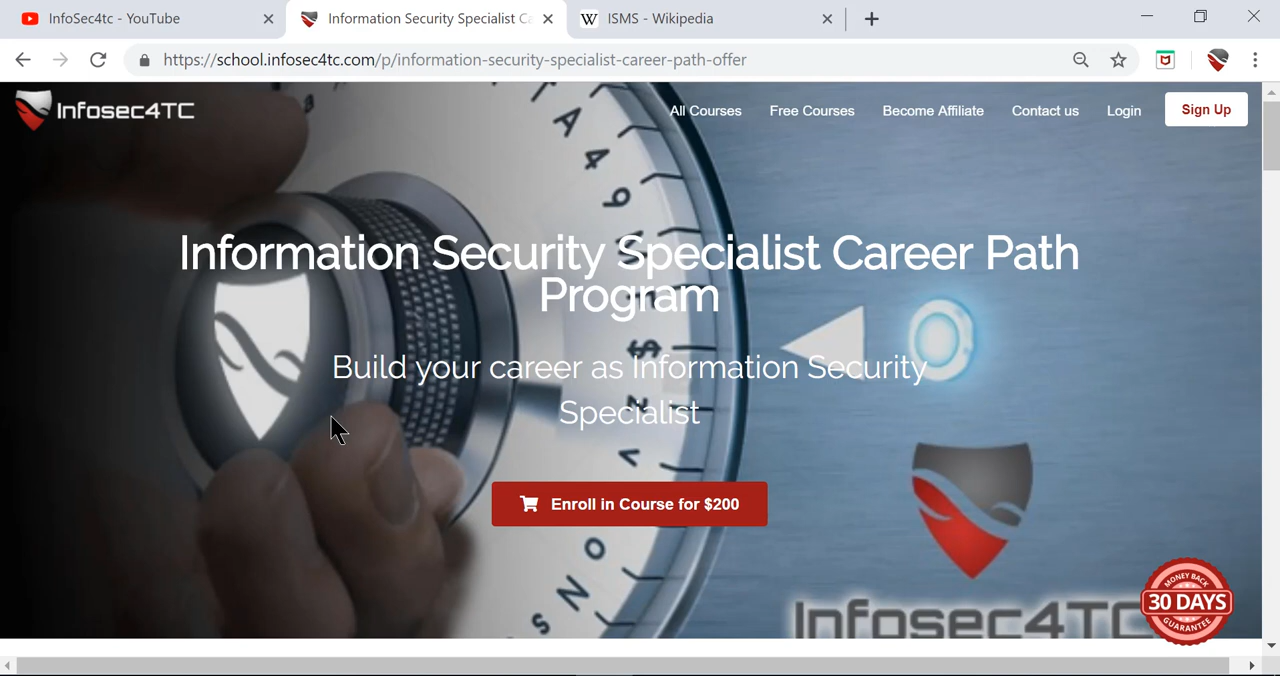 InfoSec4tc - YouTube
Information Security Specialist Ca
ISMS - Wikipedia
https://school.infosec4tc.com/p/information-security-specialist-career-path-offer
Infosec4TC
All Courses
Free Courses
Become Affiliate
Contact us
Login
Sign Up
Information Security Specialist Career Path
Program
Build your career as Information Security
Specialist
Enroll in Course for $200
Infosec4TC
MONEY BACK
30 DAYS
GUARANTEE